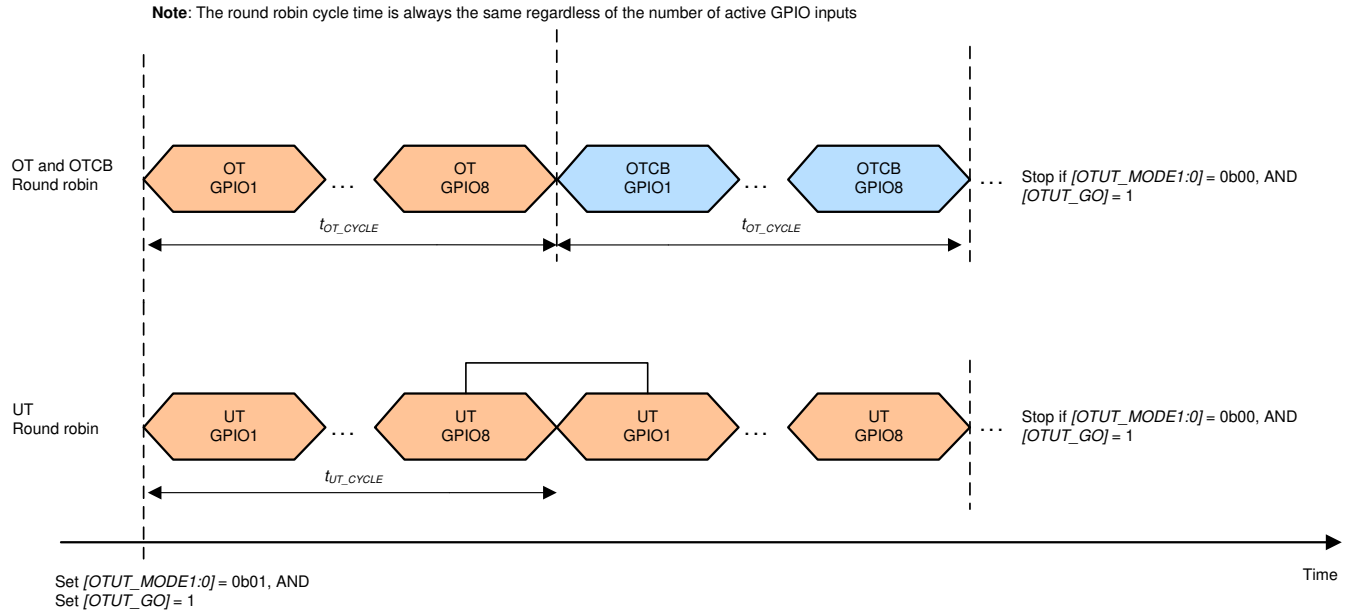 Note: The round robin cycle time is always the same regardless of the number of active GPIO inputs
OT and OTCB
Round robin
OT
GPIO1
...
OT
GPIO8
OTCB
GPIO1
...
OTCB
GPIO8
...
Stop if [OTUT_MODE1:0] = 0b00, AND
[OTUT_GO] = 1
tOT_CYCLE
tOT_CYCLE
UT
Round robin
UT
GPIO1
...
UT
GPIO8
UT
GPIO1
...
UT
GPIO8
...
Stop if [OTUT_MODE1:0] = 0b00, AND
[OTUT_GO] = 1
tUT_CYCLE
Time
Set [OTUT_MODE1:0] = 0b01, AND
Set [OTUT_GO] = 1